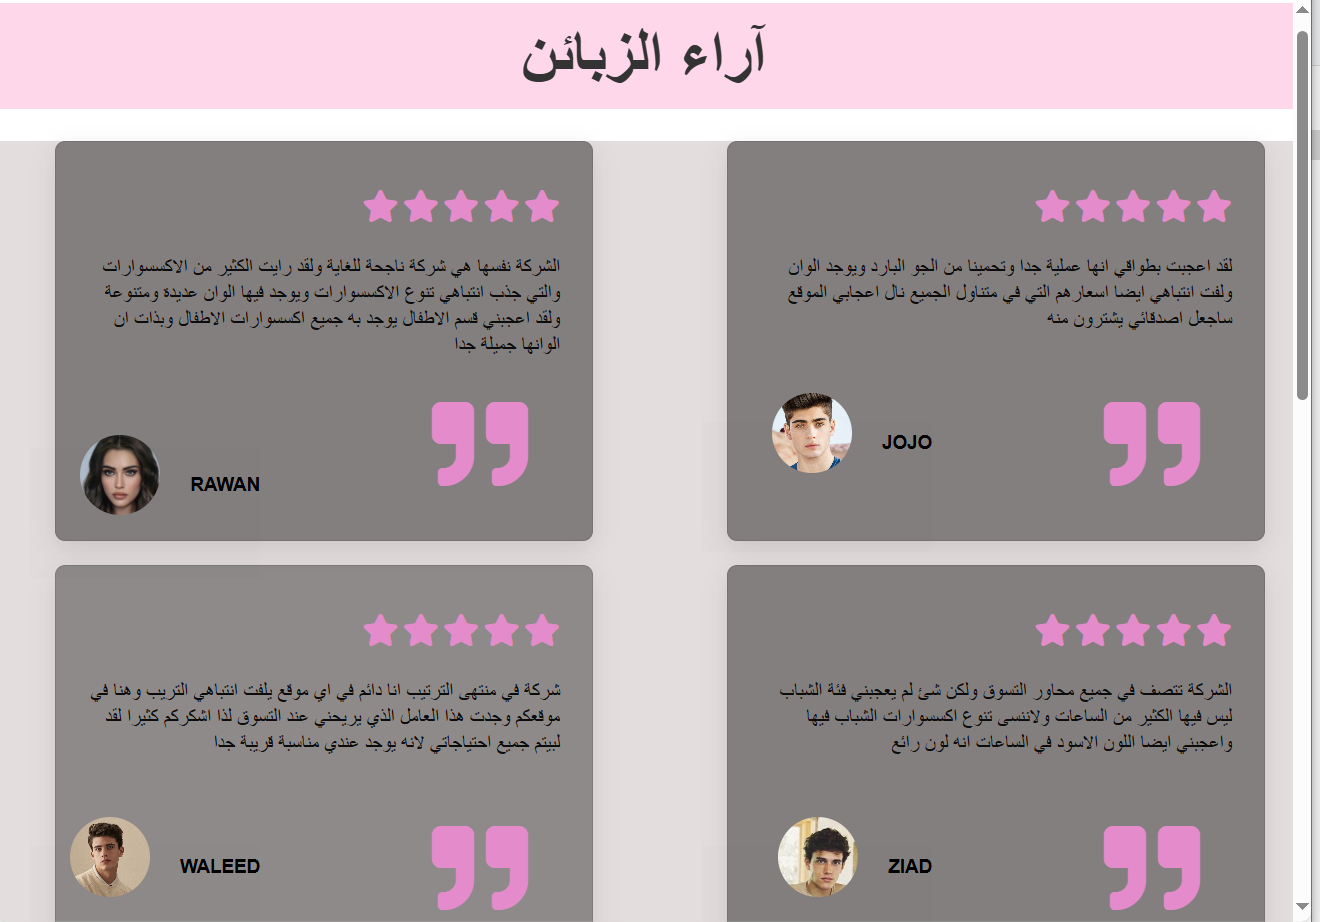 آراء الزبائن
لقد اعجبت بطواقي انها عملية جدا وتحمينا من الجو البارد ويوجد الوان
ولفت انتباهي ايضا اسعارهم التي في متناول الجميع نال اعجابي الموقع
ساجعل اصدقائي يشترون منه
JOJO
الشركة نفسها هي شركة ناجحة للغاية ولقد رايت الكثير من الاكسسوارات
والتي جذب انتباهي تنوع الاكسسوارات ويوجد فيها الوان عديدة ومتنوعة
ولقد اعجبني قسم الاطفال يوجد به جميع اكسسوارات الاطفال وبذات ان
الوانها جميلة جدا
RAWAN
الشركة تتصف في جميع محاور التسوق ولكن شئ لم يعجبني فئة الشباب
ليس فيها الكثير من الساعات ولاننسى تنوع اكسسوارات الشباب فيها
واعجبني ايضا اللون الاسود في الساعات انه لون رائع
ZIAD
شركة في منتهى الترتيب انا دائم في اي موقع يلفت انتباهي التريب وهنا في
موقعكم وجدت هذا العامل الذي يريحني عند التسوق لذا اشكركم كثيرا لقد
لبيتم جميع احتياجاتي لانه يوجد عندي مناسبة قريبة جدا
WALEED